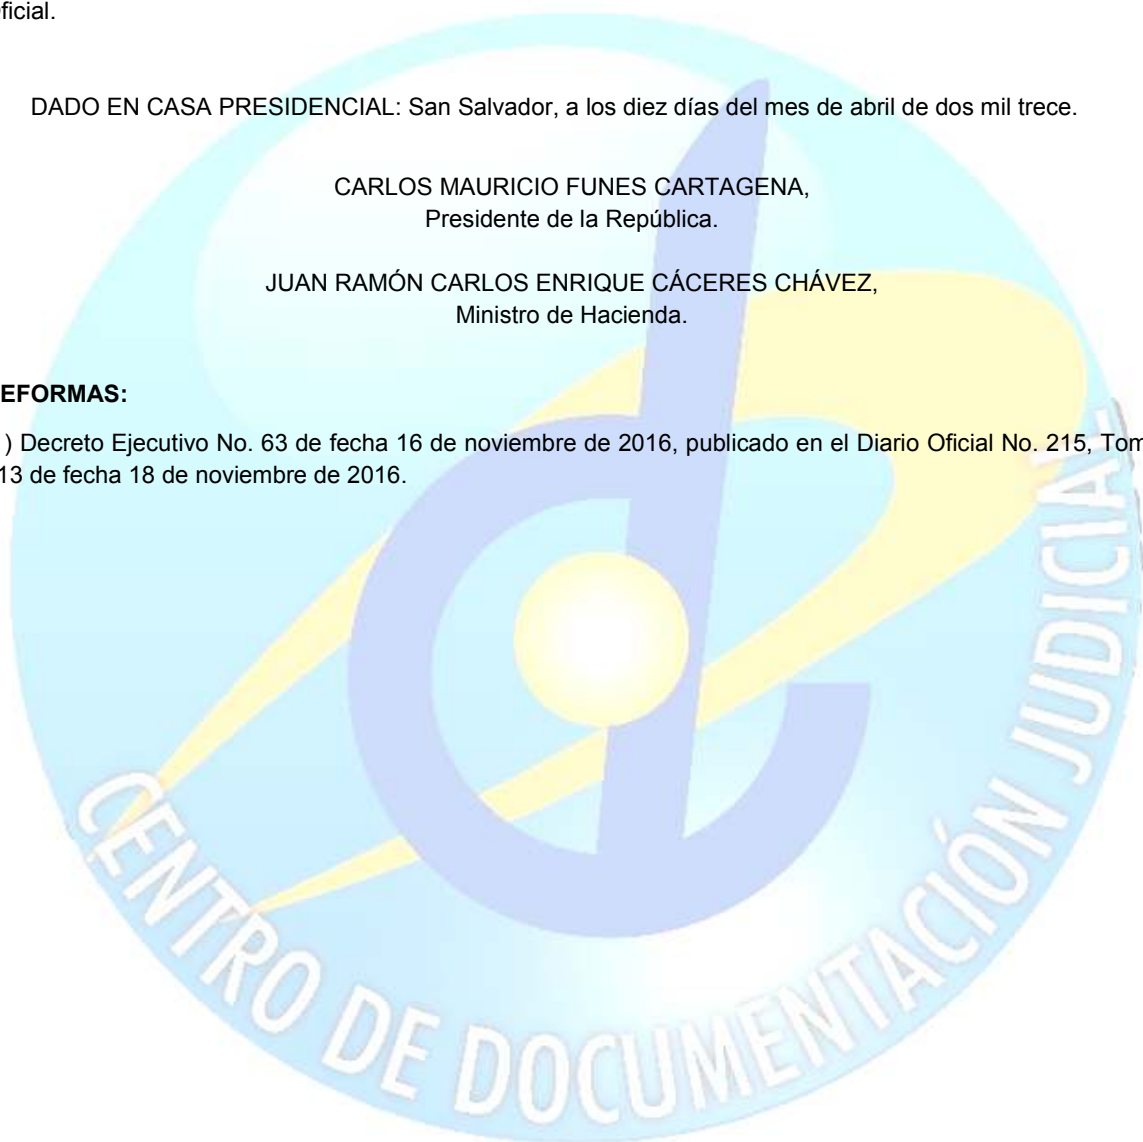 ficial.
DADO EN CASA PRESIDENCIAL: San Salvador, a los diez días del mes de abril de dos mil trece.
CARLOS MAURICIO FUNES CARTAGENA,
Presidente de la República.
JUAN RAMÓN CARLOS ENRIQUE CÁCERES CHÁVEZ,
Ministro de Hacienda.
EFORMAS:
) Decreto Ejecutivo No. 63 de fecha 16 de noviembre de 2016, publicado en el Diario Oficial No. 215, Tom
13 de fecha 18 de noviembre de 2016.
CENTRO DE DOCUMENTACIÓN JUDICIAL